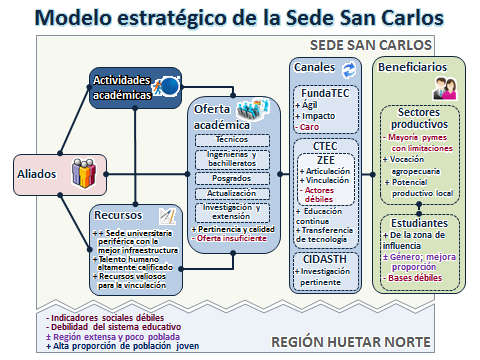 Modelo estratégico de la Sede San Carlos
SEDE SAN CARLOS
Aliados
Actividades
académicas
Recursos
++ Sede universitaria
periférica con la
mejor infraestructura
+ Talento humano
altamente calificado
+ Recursos valiosos
para la vinculación
Oferta
académica
Técnicos
Ingenierías y
bachilleratos
Posgrados
Actualización
Investigación y
extensión
+ Pertinencia y calidad
- Oferta insuficiente
Canales
FundaTEC
+ Ágil
+ Impacto
- Caro
CTEC
ZEE
+ Articulación
+ Vinculación
- Actores
débiles
+ Educación
continua
+ Transferencia
de tecnología
CIDASTH
+ Investigación
pertinente
Beneficiarios
Sectores
productivos
- Mayoría pymes
con limitaciones
+ Vocación
agropecuaria
+ Potencial
productivo local
Estudiantes
+ De la zona de
influencia
± Género; mejora
proporción
- Bases débiles
- Indicadores sociales débiles
- Debilidad del sistema educativo
± Región extensa y poco poblada
+ Alta proporción de población joven
REGIÓN HUETAR NORTE